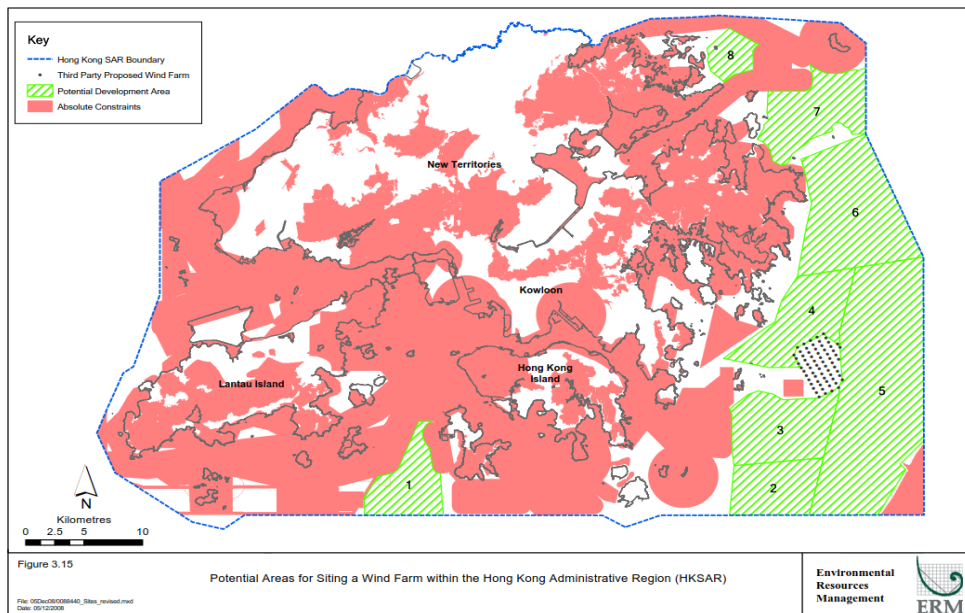 Key
Hong Kong SAR Boundary
Third Party Proposed Wind Farm
Potential Development Area
Absolute Constraints
8
7
New Territories
6
Kowloon
4
Hong Kong
Island
Lantau Island
5
3
1
2
N
Kilometres
0 2.5 5 10
Figure 3.15
Potential Areas for Siting a Wind Farm within the Hong Kong Administrative Region (HKSAR)
File: 05Dec08/0088440_Sites_revised.mxd
Date: 05/12/2008
Environmental
Resources
Management
ERM